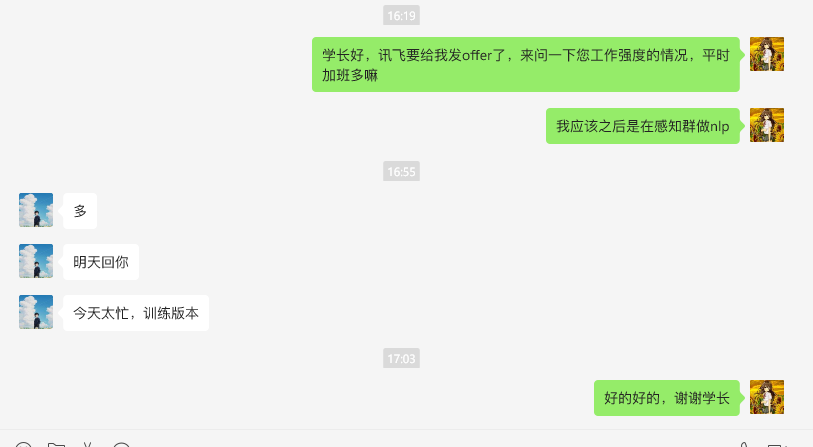 16:19
学长好，讯飞要给我发offer了，来问一下您工作强度的情况，平时
加班多嘛
我应该之后是在感知群做nlp
16:55
多
明天回你
今天太忙，训练版本
17:03
好的好的，谢谢学长